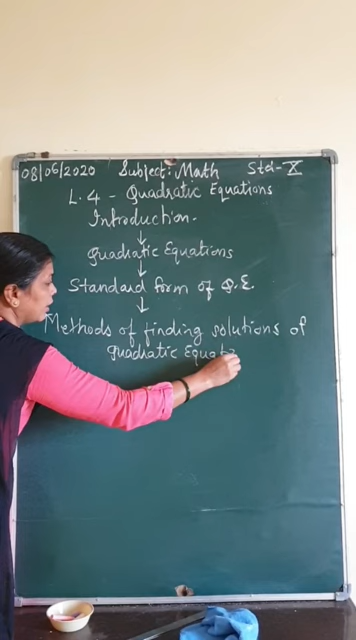 08/06/2020 Subject: Math Std-X
L.4 - Quadratic Equations
Introduction.
↓
Quadratic Equations
↓
Standard form of Q.E.
↓
Methods of finding solutions of
Quadratic Equat